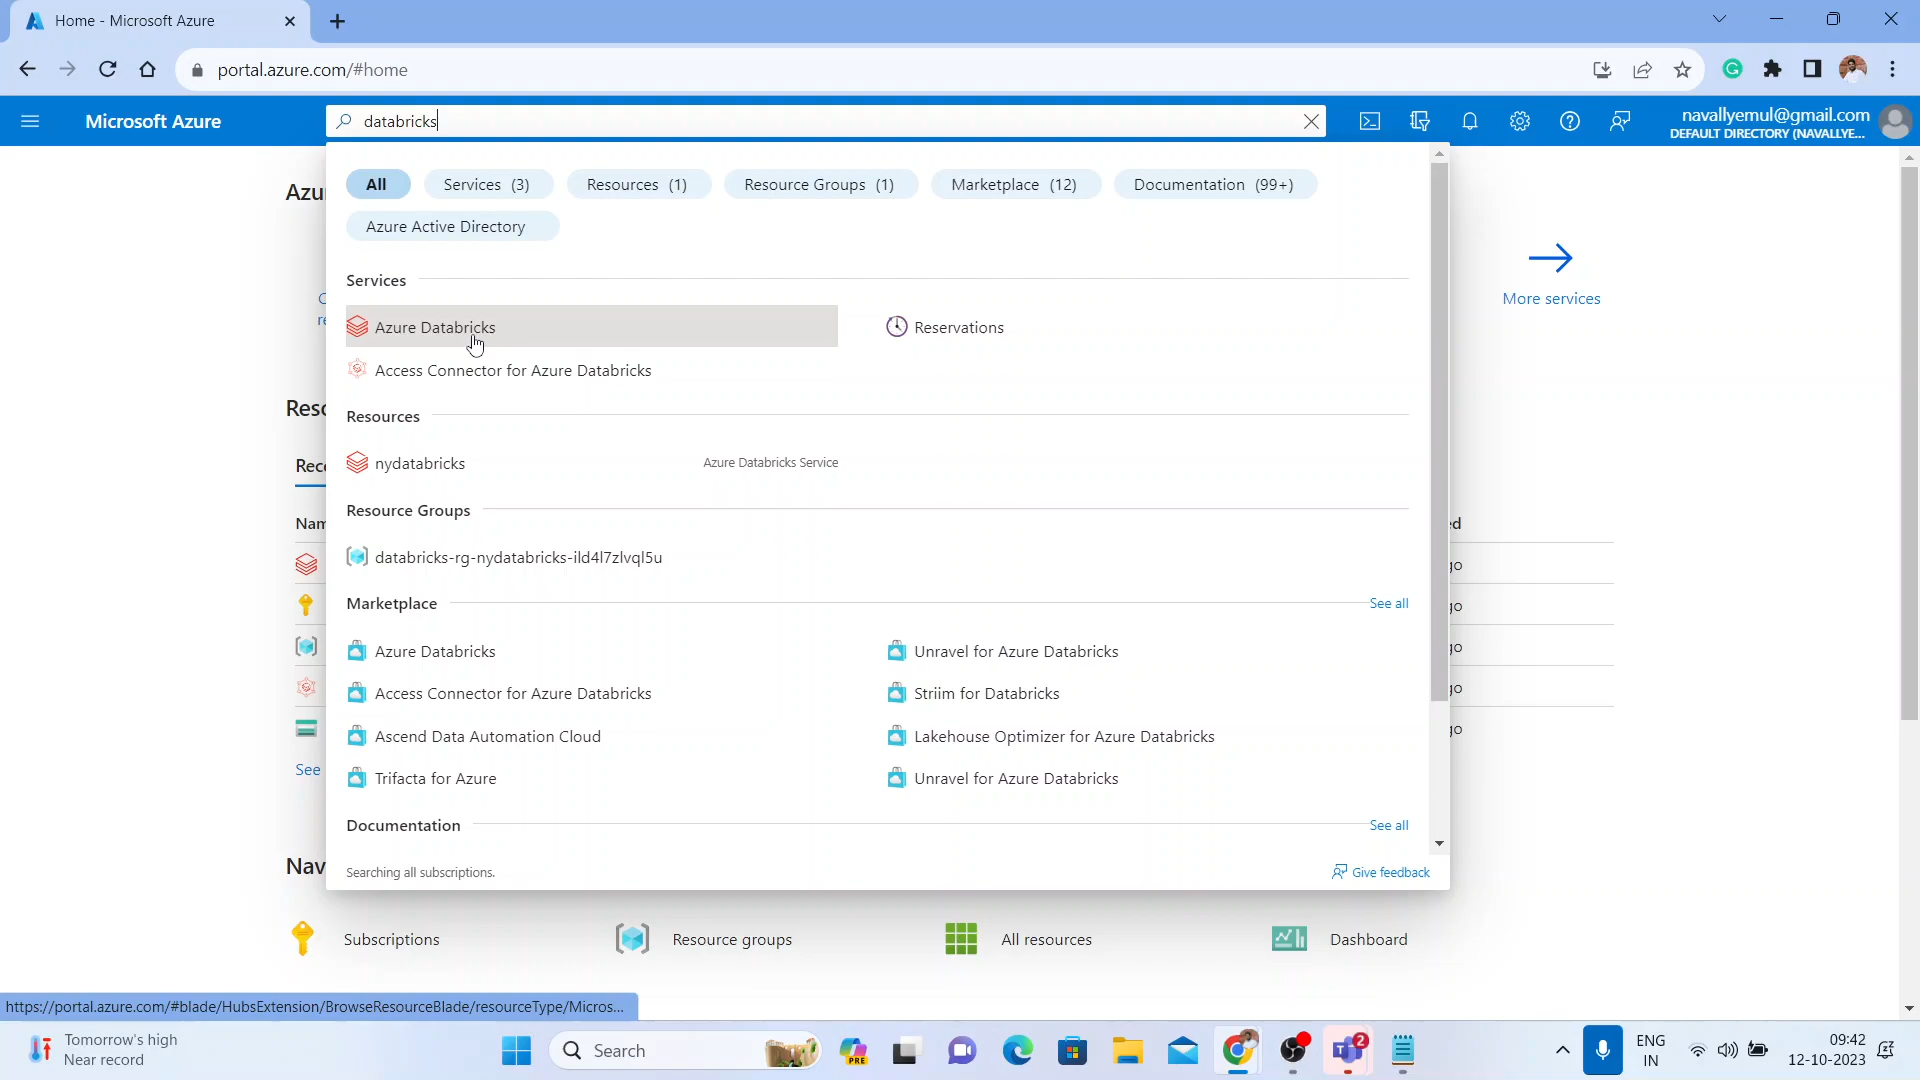 Home - Microsoft Azure
portal.azure.com/#home
Microsoft Azure
databricks
navallyemul@gmail.com
DEFAULT DIRECTORY (NAVALLYE...
All
Services (3)
Resources (1)
Resource Groups (1)
Marketplace (12)
Documentation (99+)
Azure Active Directory
Services
Azure Databricks
Reservations
More services
Access Connector for Azure Databricks
Resources
nydatabricks
Azure Databricks Service
Resource Groups
databricks-rg-nydatabricks-ild4l7zlvql5u
Marketplace
See all
Azure Databricks
Unravel for Azure Databricks
Access Connector for Azure Databricks
Striim for Databricks
Ascend Data Automation Cloud
Lakehouse Optimizer for Azure Databricks
Trifacta for Azure
Unravel for Azure Databricks
See
Documentation
See all
Searching all subscriptions.
Give feedback
Subscriptions
Resource groups
All resources
Dashboard
https://portal.azure.com/#blade/HubsExtension/BrowseResourceBlade/resourceType/Micros...
Tomorrow's high
Near record
Search
PRE
2
ENG
IN
09:42
12-10-2023